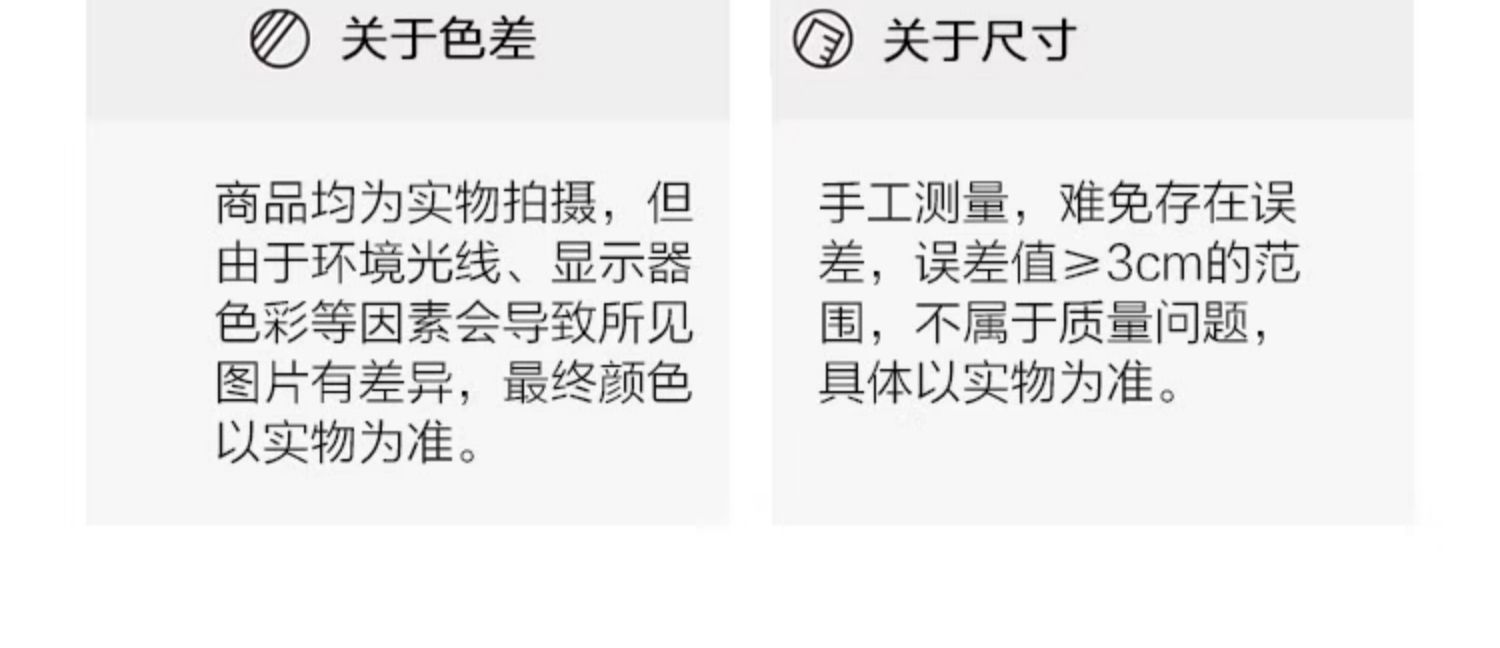 关于色差
商品均为实物拍摄，但
由于环境光线、显示器
色彩等因素会导致所见
图片有差异，最终颜色
以实物为准。
关于尺寸
手工测量，难免存在误
差，误差值≥3cm的范
围，不属于质量问题，
具体以实物为准。